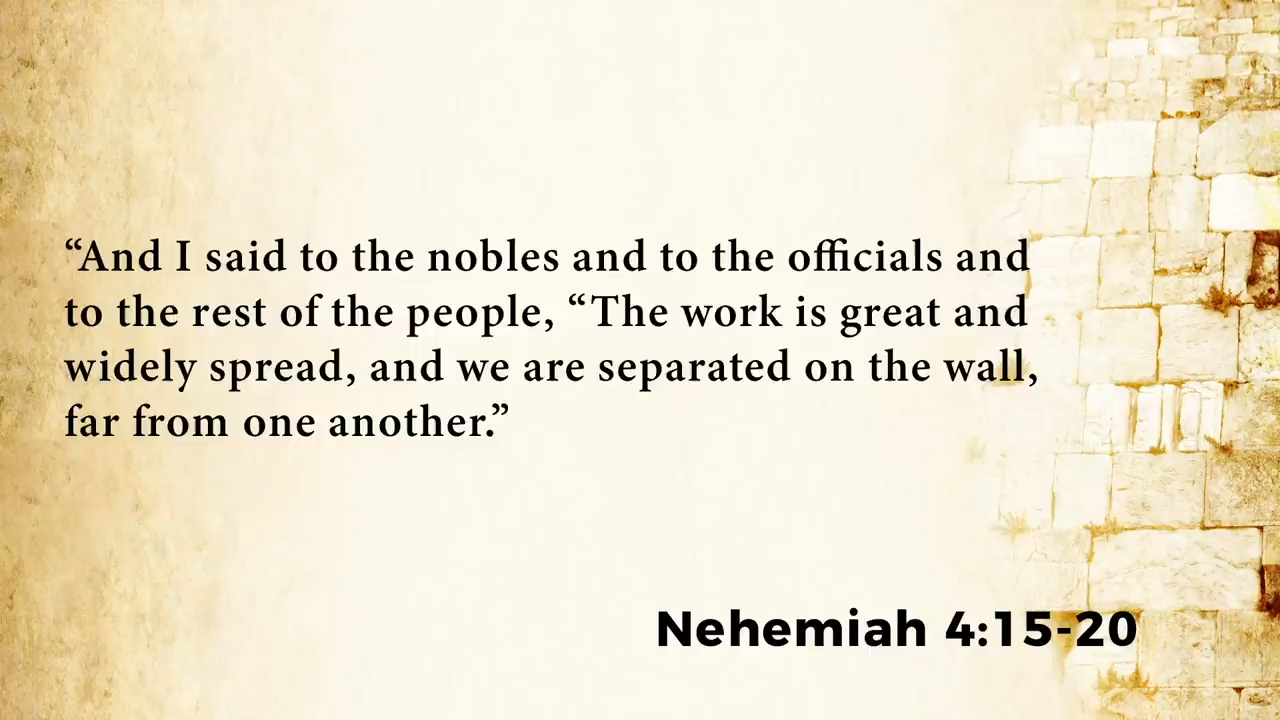 “And I said to the nobles and to the officials and
to the rest of the people, “The work is great and
widely spread, and we are separated on the wall,
far from one another.”
Nehemiah 4:15-20